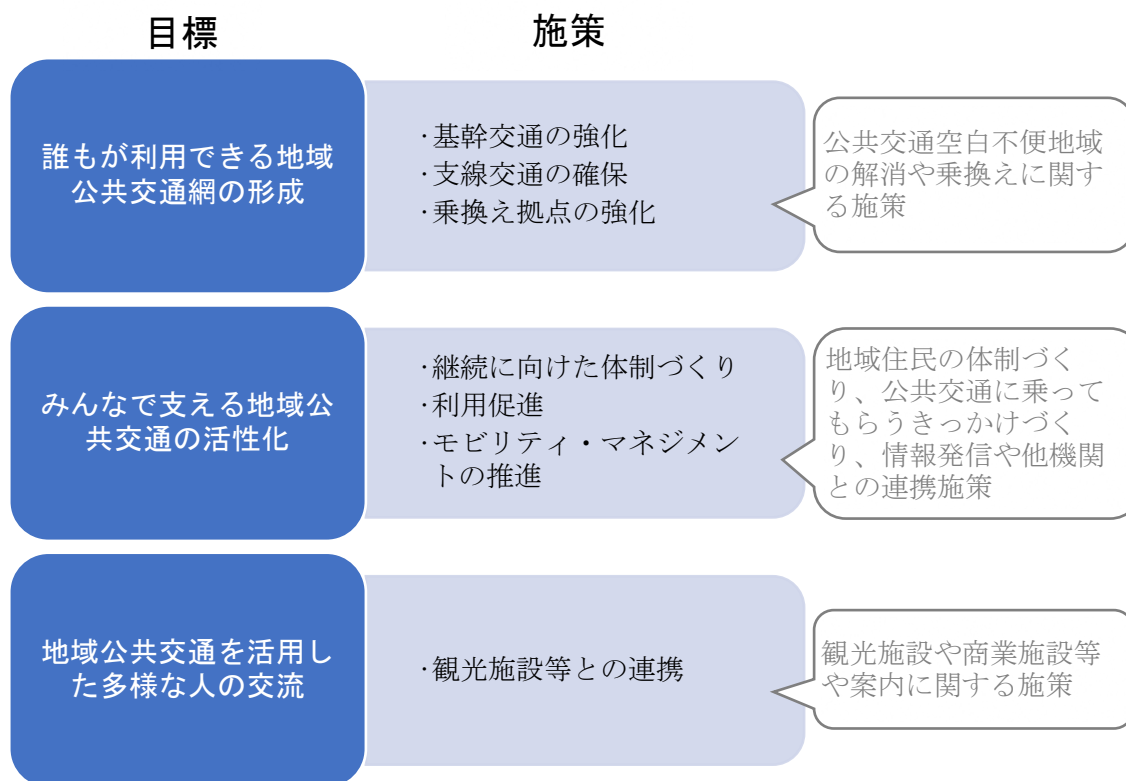 目標
施策
誰もが利用できる地域
公共交通網の形成
・基幹交通の強化
・支線交通の確保
・乗換え拠点の強化
公共交通空白不便地域
の解消や乗換えに関す
る施策
みんなで支える地域公
共交通の活性化
・継続に向けた体制づくり
・利用促進
・モビリティ・マネジメン
トの推進
地域住民の体制づく
り、公共交通に乗って
もらうきっかけづく
り、情報発信や他機関
との連携施策
地域公共交通を活用し
た多様な人の交流
・観光施設等との連携
観光施設や商業施設等
や案内に関する施策